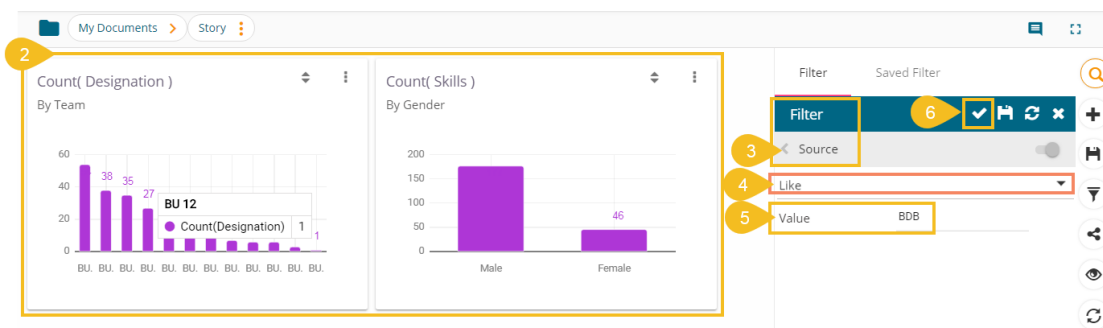 My Documents > Story
2
Count( Designation )
By Team
60
40
20
0
38
35
27
1
BU 12
Count(Designation) 1
BU. BU. BU. BU. BU. BU. BU. BU. BU. BU. BU. BU.
Count( Skills )
By Gender
200
150
100
50
0
46
Male Female
Filter Saved Filter
Filter
6
3
Source
4
Like
5
Value BDB